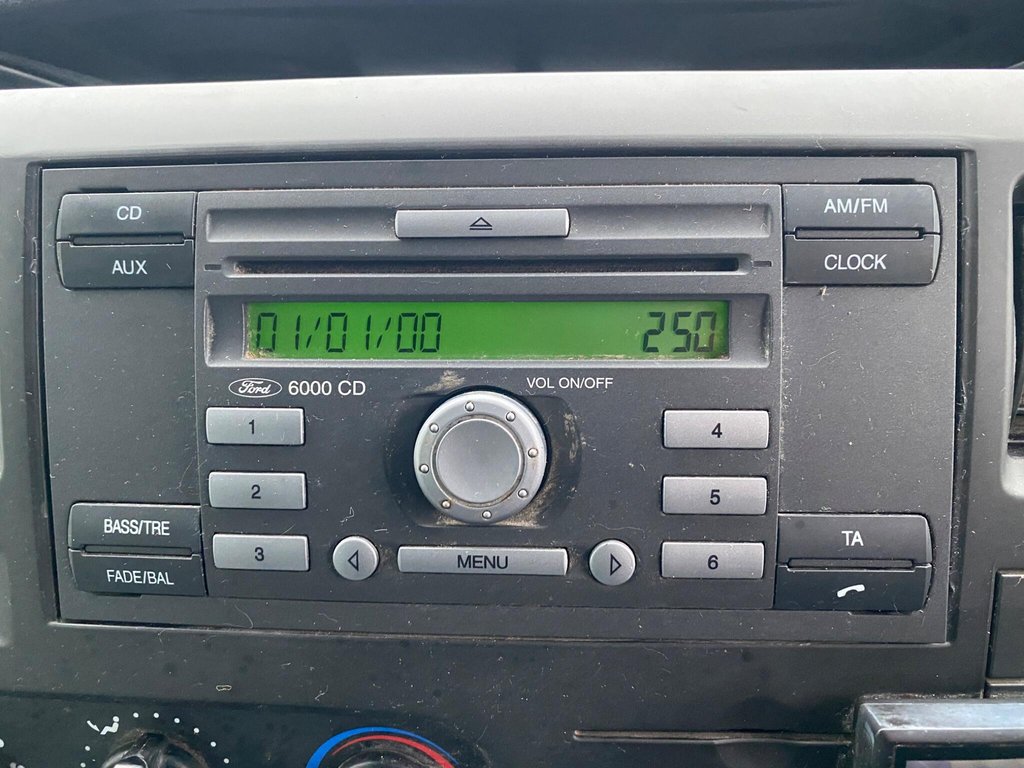 CD
AM/FM
AUX
CLOCK
01/01/00 250
Ford 6000 CD
VOL ON/OFF
1
4
2
5
BASS/TRE
TA
3
MENU
6
FADE/BAL